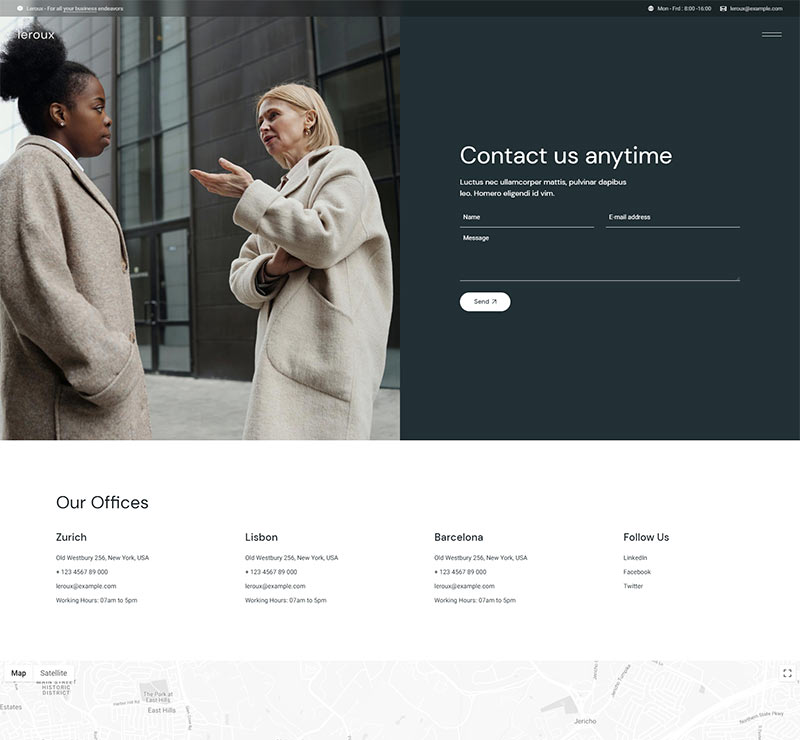 Leroux - For all your business endeavors
Mon - Frd : 8:00 -16:00
leroux@example.com
leroux
Contact us anytime
Luctus nec ullamcorper mattis, pulvinar dapibus
leo. Homero eligendi id vim.
Name
E-mail address
Message
Send
Our Offices
Zurich
Old Westbury 256, New York, USA
+ 123 4567 89 000
leroux@example.com
Working Hours: 07am to 5pm
Lisbon
Old Westbury 256, New York, USA
+ 123 4567 89 000
leroux@example.com
Working Hours: 07am to 5pm
Barcelona
Old Westbury 256, New York, USA
+ 123 4567 89 000
leroux@example.com
Working Hours: 07am to 5pm
Follow Us
LinkedIn
Facebook
Twitter
Map
Satellite
MAIN STREET
HISTORIC
DISTRICT
Estates
Harbor Hill Rd
The Park at
East Hills
East Hills
Jericho Turnpike
Jericho
Northern State Pkwy